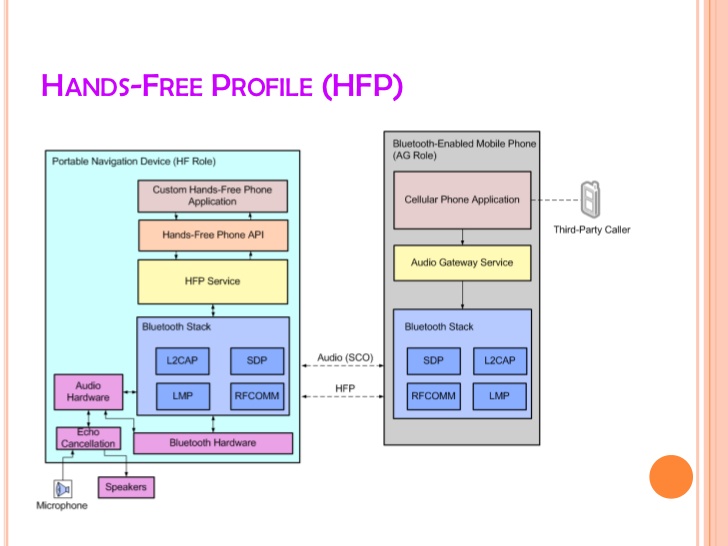 HANDS-FREE PROFILE (HFP)
Portable Navigation Device (HF Role)
Custom Hands-Free Phone
Application
Hands-Free Phone API
HFP Service
Bluetooth Stack
L2CAP
SDP
LMP
RFCOMM
Audio
Hardware
Echo
Cancellation
Bluetooth Hardware
Microphone
Speakers
Audio (SCO)
HFP
Bluetooth-Enabled Mobile Phone
(AG Role)
Cellular Phone Application
Audio Gateway Service
Bluetooth Stack
SDP
L2CAP
RFCOMM
LMP
Third-Party Caller